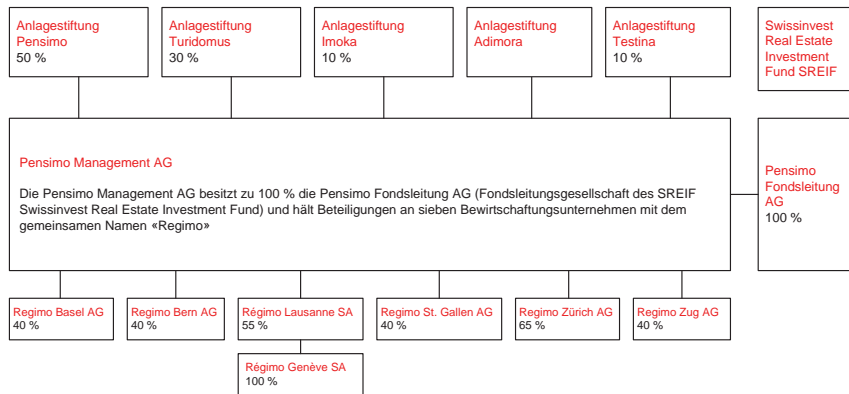 Anlagestiftung
Pensimo
50 %
Anlagestiftung
Turidomus
30 %
Anlagestiftung
Imoka
10 %
Anlagestiftung
Adimora
Anlagestiftung
Testina
10 %
Swissinvest
Real Estate
Investment
Fund SREIF
Pensimo Management AG
Die Pensimo Management AG besitzt zu 100 % die Pensimo Fondsleitung AG (Fondsleitungsgesellschaft des SREIF
Swissinvest Real Estate Investment Fund) und hält Beteiligungen an sieben Bewirtschaftungsunternehmen mit dem
gemeinsamen Namen «Regimo»
Pensimo
Fondsleitung
AG
100 %
Regimo Basel AG
40 %
Regimo Bern AG
40 %
Régimo Lausanne SA
55 %
Regimo St. Gallen AG
40 %
Regimo Zürich AG
65 %
Regimo Zug AG
40 %
Régimo Genève SA
100 %